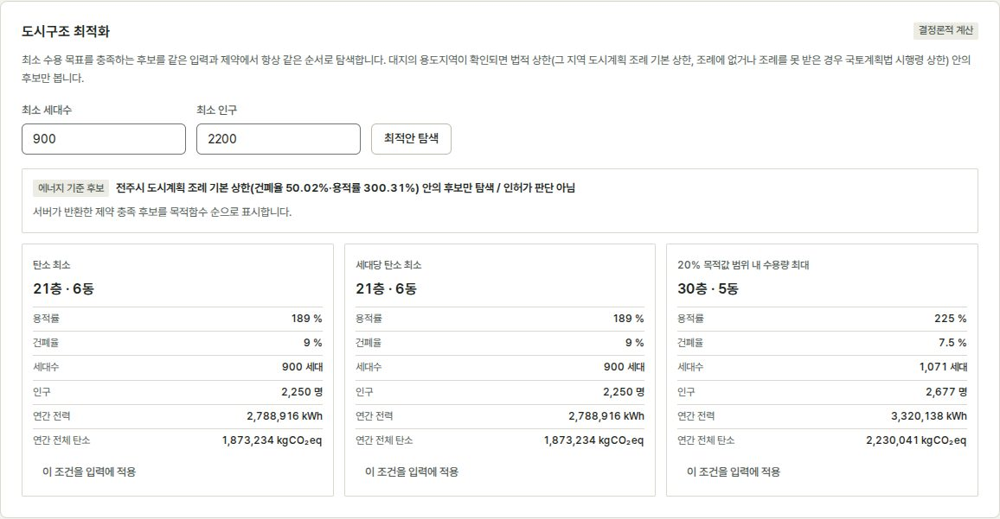 도시구조 최적화
결정론적 계산
최소 수용 목표를 충족하는 후보를 같은 입력과 제약에서 항상 같은 순서로 탐색합니다. 대지의 용도지역이 확인되면 법적 상한(그 지역 도시계획 조례 기본 상한, 조례에 없거나 조례를 못 받은 경우 국토계획법 시행령 상한) 안의
후보만 봅니다.
최소 세대수
최소 인구
900
2200
최적안 탐색
에너지 기준 후보 전주시 도시계획 조례 기본 상한(건폐율 50.02%·용적률 300.31%) 안의 후보만 탐색 / 인허가 판단 아님
서버가 반환한 제약 충족 후보를 목적함수 순으로 표시합니다.
탄소 최소
21층 · 6동
용적률 189 %
건폐율 9 %
세대수 900 세대
인구 2,250 명
연간 전력 2,788,916 kWh
연간 전체 탄소 1,873,234 kgCO₂eq
이 조건을 입력에 적용
세대당 탄소 최소
21층 · 6동
용적률 189 %
건폐율 9 %
세대수 900 세대
인구 2,250 명
연간 전력 2,788,916 kWh
연간 전체 탄소 1,873,234 kgCO₂eq
이 조건을 입력에 적용
20% 목적값 범위 내 수용량 최대
30층 · 5동
용적률 225 %
건폐율 7.5 %
세대수 1,071 세대
인구 2,677 명
연간 전력 3,320,138 kWh
연간 전체 탄소 2,230,041 kgCO₂eq
이 조건을 입력에 적용